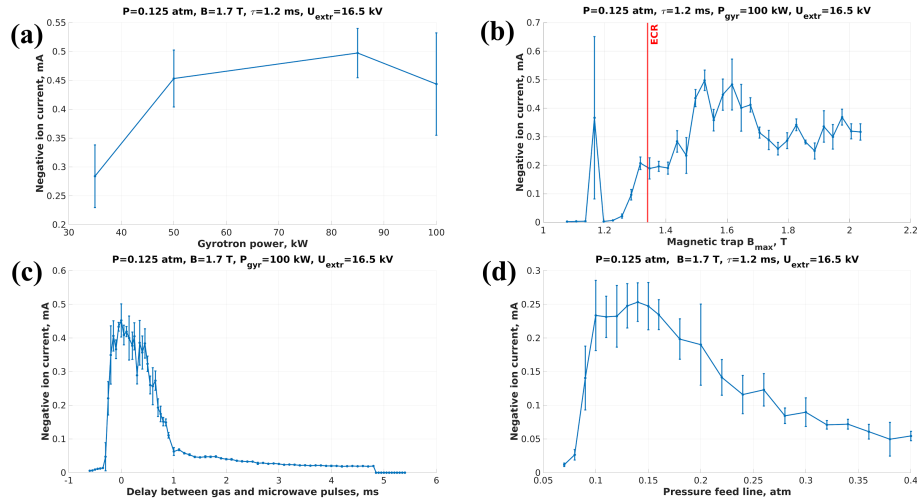 (a)
P=0.125 atm, B=1.7 T, τ=1.2 ms, U_extr=16.5 kV
Negative ion current, mA
0.55
0.5
0.45
0.4
0.35
0.3
0.25
0.2
30 40 50 60 70 80 90 100
Gyrotron power, kW
(b)
P=0.125 atm, B=1.7 T, τ=1.2 ms, P_gyr=100 kW, U_extr=16.5 kV
Negative ion current, mA
0.7
0.6
0.5
0.4
0.3
0.2
0.1
0
ECR
1 1.2 1.4 1.6 1.8 2 2.2
Magnetic trap B_max, T
(c)
P=0.125 atm, B=1.7 T, P_gyr=100 kW, U_extr=16.5 kV
Negative ion current, mA
0.6
0.5
0.4
0.3
0.2
0.1
0
-1 0 1 2 3 4 5 6
Delay between gas and microwave pulses, ms
(d)
P=0.125 atm, B=1.7 T, τ=1.2 ms, U_extr=16.5 kV
Negative ion current, mA
0.3
0.25
0.2
0.15
0.1
0.05
0
0.05 0.1 0.15 0.2 0.25 0.3 0.35 0.4
Pressure feed line, atm